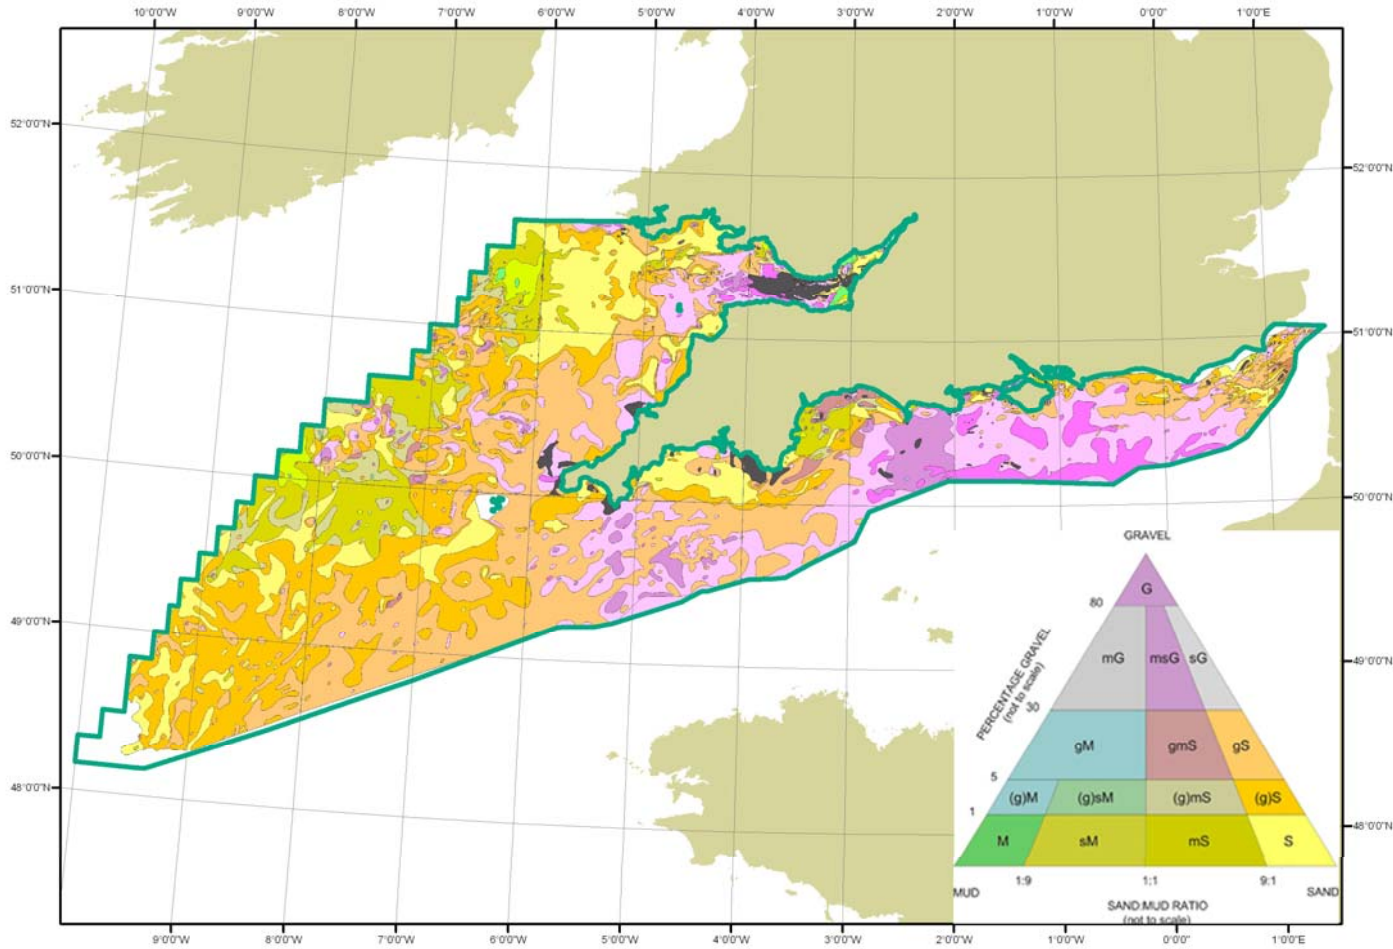 10°0'0"W 9°0'0"W 8°0'0"W 7°0'0"W 6°0'0"W 5°0'0"W 4°0'0"W 3°0'0"W 2°0'0"W 1°0'0"W 0°0'0" 1°0'0"E
52°0'0"N
52°0'0"N
51°0'0"N
51°0'0"N
50°0'0"N
50°0'0"N
49°0'0"N
49°0'0"N
48°0'0"N
48°0'0"N
GRAVEL
G
80
mG msG sG
PERCENTAGE GRAVEL
(not to scale)
30
gM gmS gS
5
(g)M (g)sM (g)mS (g)S
1
M sM mS S
1:9 1:1 9:1
MUD SAND
SAND:MUD RATIO
(not to scale)
9°0'0"W 8°0'0"W 7°0'0"W 6°0'0"W 5°0'0"W 4°0'0"W 3°0'0"W 2°0'0"W 1°0'0"W 0°0'0" 1°0'0"E